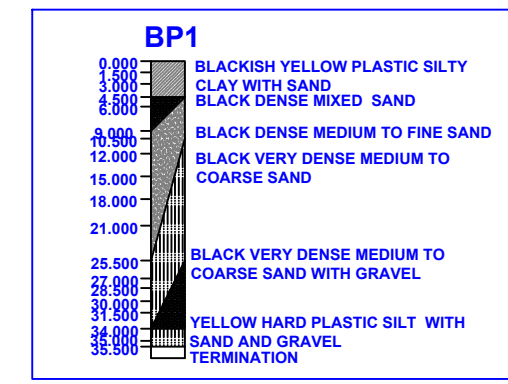 BP1
0.000
1.500
3.000
4.500
6.000
9.000
10.500
12.000
15.000
18.000
21.000
25.500
27.000
28.500
30.000
31.500
34.000
35.000
35.500
BLACKISH YELLOW PLASTIC SILTY
CLAY WITH SAND
BLACK DENSE MIXED SAND
BLACK DENSE MEDIUM TO FINE SAND
BLACK VERY DENSE MEDIUM TO
COARSE SAND
BLACK VERY DENSE MEDIUM TO
COARSE SAND WITH GRAVEL
YELLOW HARD PLASTIC SILT WITH
SAND AND GRAVEL
TERMINATION